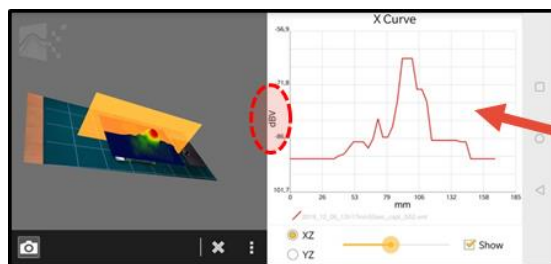 X Curve
-56,9
-71,8
dBV
101,7
0 26 53 79 106 132 158 185
mm
XZ
YZ
Show